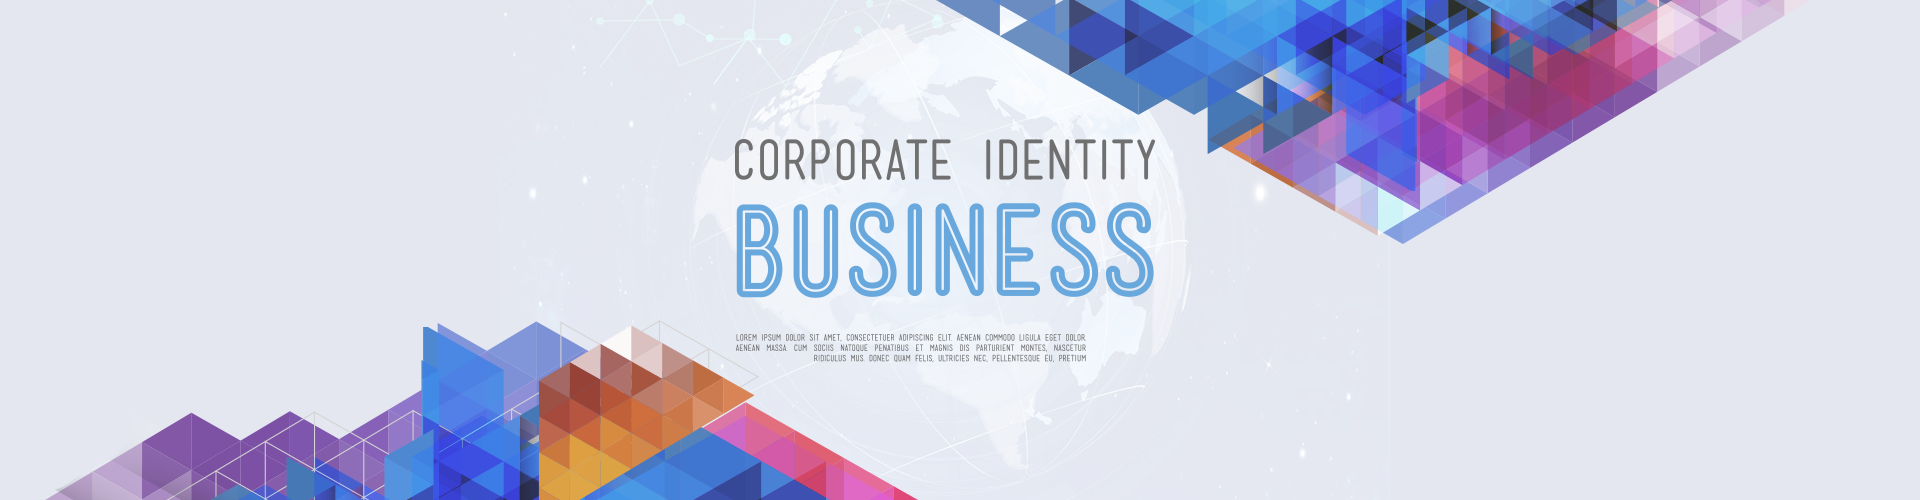 CORPORATE IDENTITY
BUSINESS
LOREM IPSUM DOLOR SIT AMET, CONSECTETUER ADIPISCING ELIT. AENEAN COMMODO LIGULA EGET DOLOR.
AENEAN MASSA. CUM SOCIIS NATOQUE PENATIBUS ET MAGNIS DIS PARTURIENT MONTES, NASCETUR
RIDICULUS MUS. DONEC QUAM FELIS, ULTRICIES NEC, PELLENTESQUE EU, PRETIUM